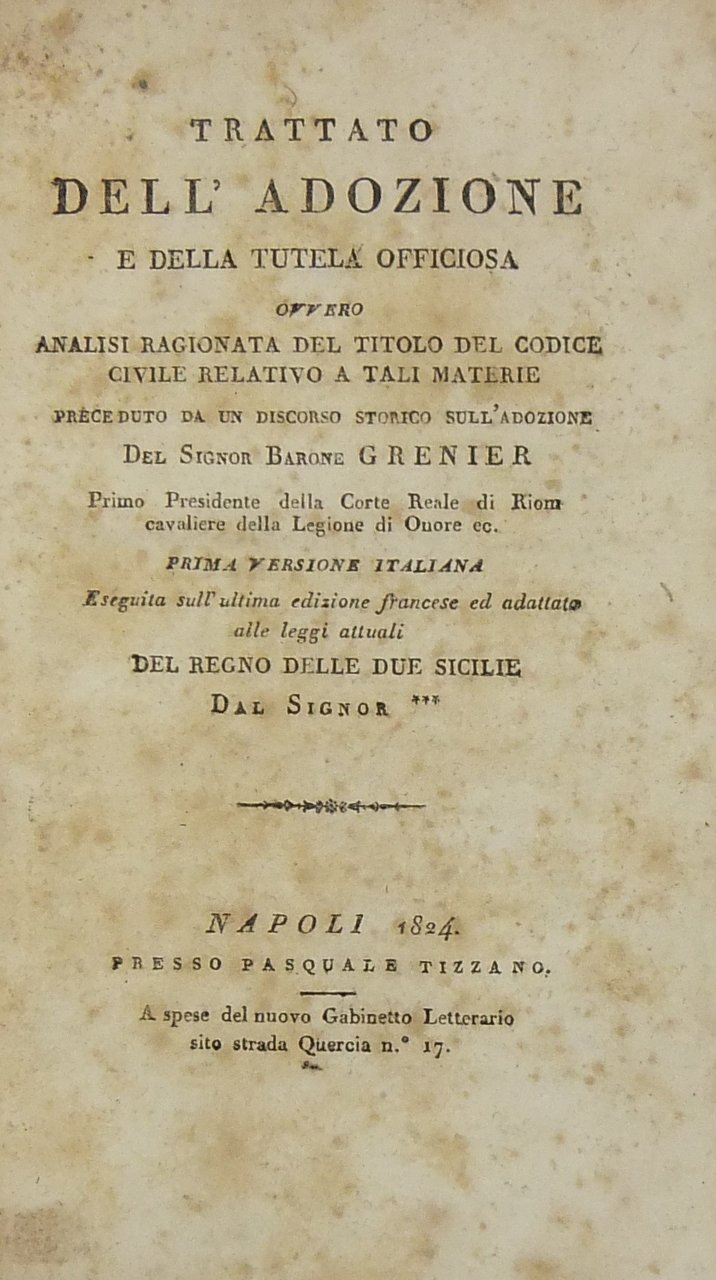 TRATTATO
DELL' ADOZIONE
E DELLA TUTELA OFFICIOSA
OVVERO
ANALISI RAGIONATA DEL TITOLO DEL CODICE
CIVILE RELATIVO A TALI MATERIE
PRECEDUTO DA UN DISCORSO STORICO SULL'ADOZIONE
DEL SIGNOR BARONE GRENIER
Primo Presidente della Corte Reale di Riom
cavaliere della Legione di Onore ec.
PRIMA VERSIONE ITALIANA
Eseguita sull'ultima edizione francese ed adattata
alle leggi attuali
DEL REGNO DELLE DUE SICILIE
DAL SIGNOR ***
NAPOLI 1824.
PRESSO PASQUALE TIZZANO.
A spese del nuovo Gabinetto Letterario
sito strada Quercia n.° 17.